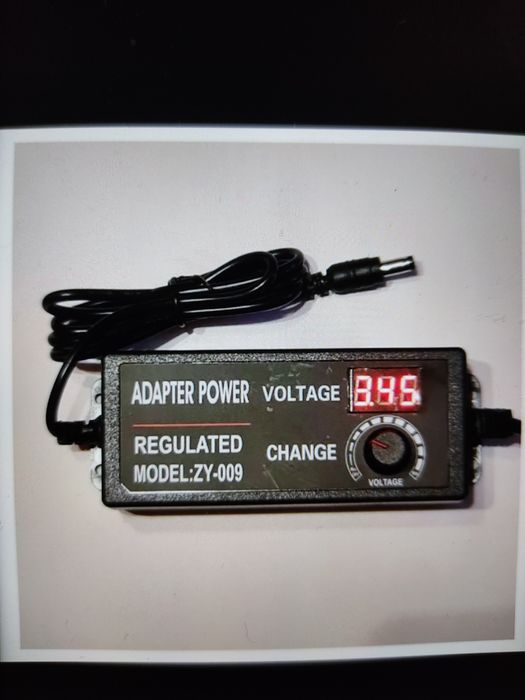 ADAPTER POWER
REGULATED
MODEL:ZY-009
VOLTAGE
CHANGE
VOLTAGE